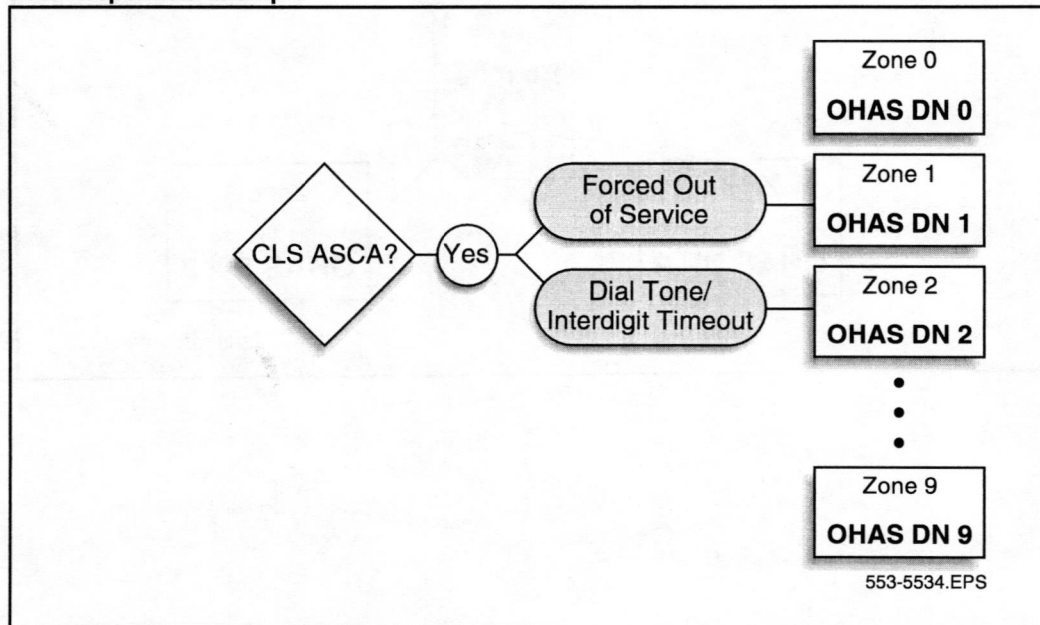 Zone 0
OHAS DN 0
CLS ASCA?
Yes
Forced Out
of Service
Zone 1
OHAS DN 1
Dial Tone/
Interdigit Timeout
Zone 2
OHAS DN 2
Zone 9
OHAS DN 9
553-5534.EPS